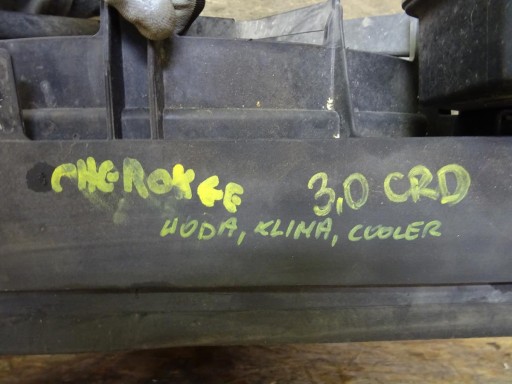 CHEROKEE 3,0 CRD
WODA, KLIMA, COOLER